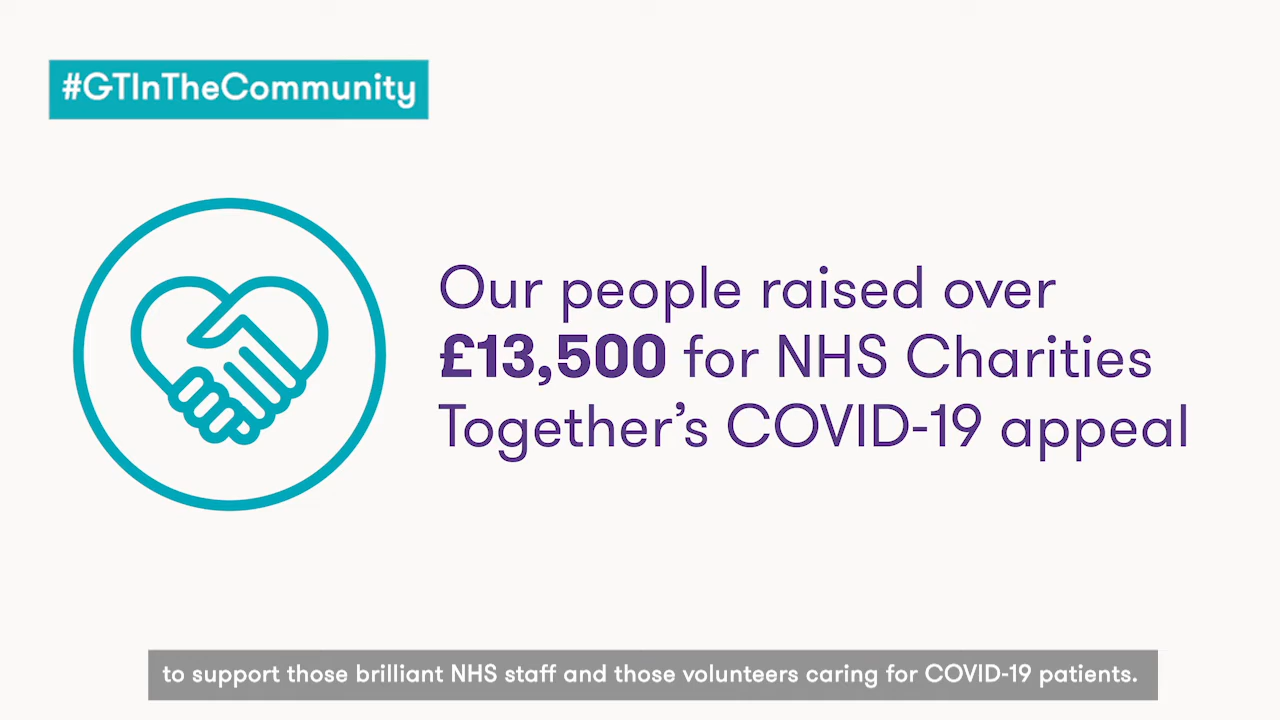 #GTInTheCommunity
Our people raised over
£13,500 for NHS Charities
Together’s COVID-19 appeal
to support those brilliant NHS staff and those volunteers caring for COVID-19 patients.